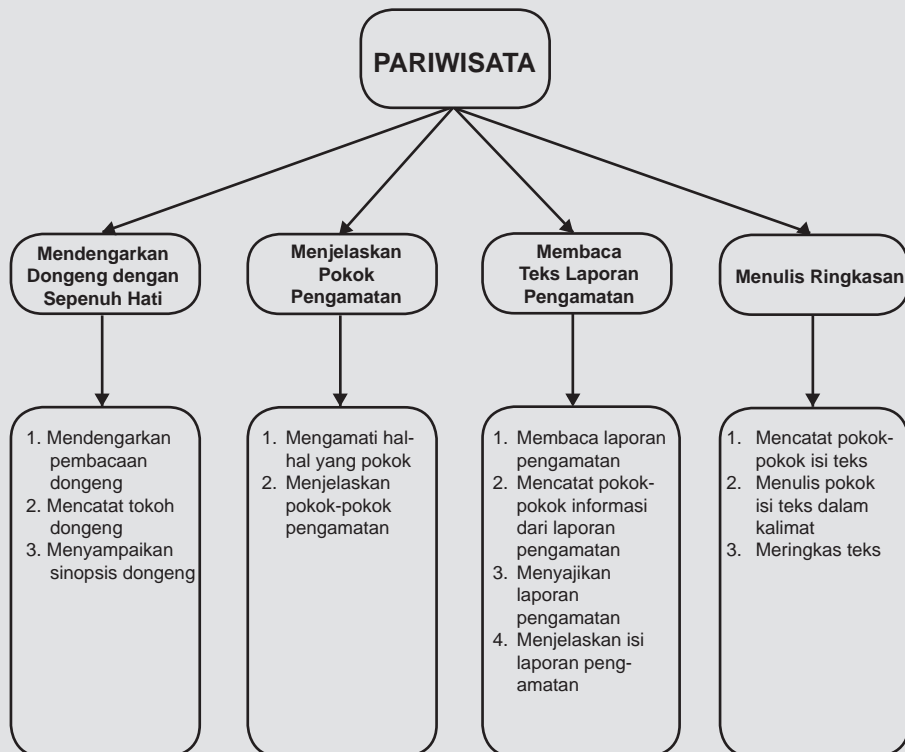 PARIWISATA
Mendengarkan
Dongeng dengan
Sepenuh Hati
Menjelaskan
Pokok
Pengamatan
Membaca
Teks Laporan
Pengamatan
Menulis Ringkasan
1. Mendengarkan
pembacaan
dongeng
2. Mencatat tokoh
dongeng
3. Menyampaikan
sinopsis dongeng
1. Mengamati hal-
hal yang pokok
2. Menjelaskan
pokok-pokok
pengamatan
1. Membaca laporan
pengamatan
2. Mencatat pokok-
pokok informasi
dari laporan
pengamatan
3. Menyajikan
laporan
pengamatan
4. Menjelaskan isi
laporan peng-
amatan
1. Mencatat pokok-
pokok isi teks
2. Menulis pokok
isi teks dalam
kalimat
3. Meringkas teks